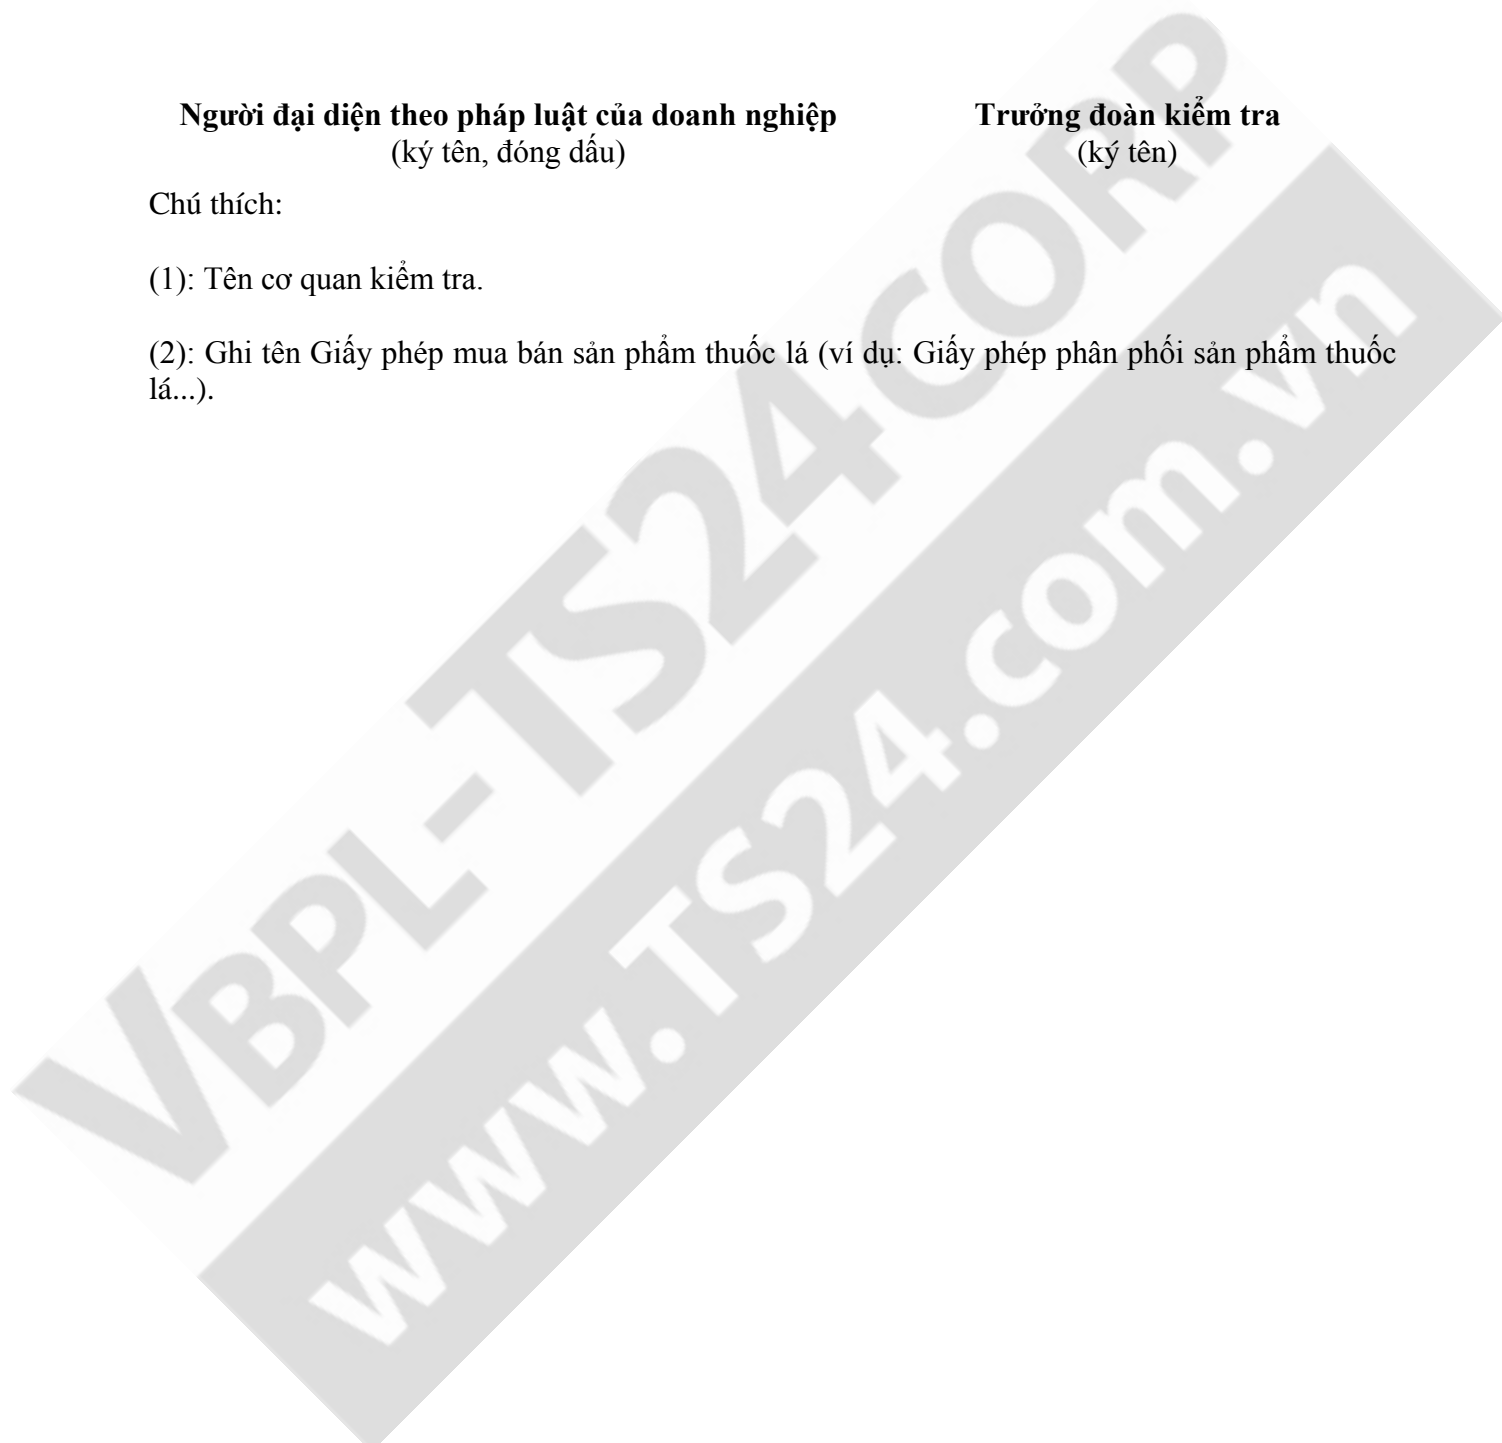 Người đại diện theo pháp luật của doanh nghiệp Trưởng đoàn kiểm tra
(ký tên, đóng dấu) (ký tên)
Chú thích:
(1): Tên cơ quan kiểm tra.
(2): Ghi tên Giấy phép mua bán sản phẩm thuốc lá (ví dụ: Giấy phép phân phối sản phẩm thuốc
lá...).
VBPL-TS24CORP
www.TS24.com.vn